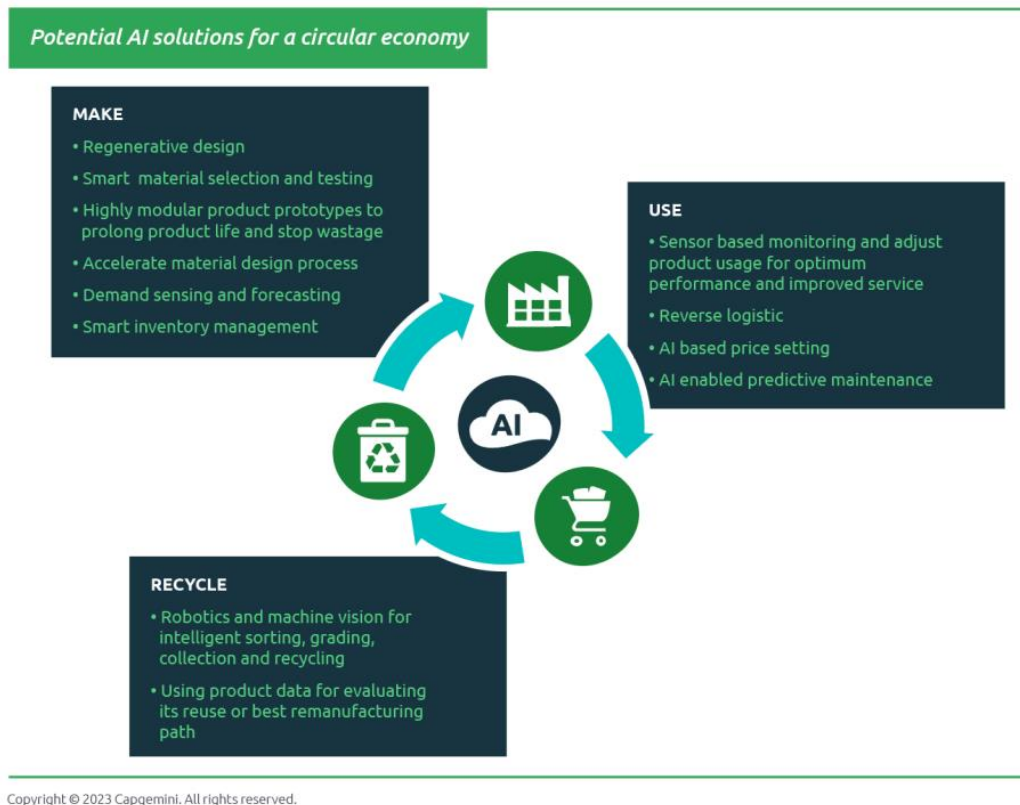 Potential AI solutions for a circular economy
MAKE
• Regenerative design
• Smart material selection and testing
• Highly modular product prototypes to
prolong product life and stop wastage
• Accelerate material design process
• Demand sensing and forecasting
• Smart inventory management
USE
• Sensor based monitoring and adjust
product usage for optimum
performance and improved service
• Reverse logistic
• AI based price setting
• AI enabled predictive maintenance
AI
RECYCLE
• Robotics and machine vision for
intelligent sorting, grading,
collection and recycling
• Using product data for evaluating
its reuse or best remanufacturing
path
Copyright © 2023 Capgemini. All rights reserved.